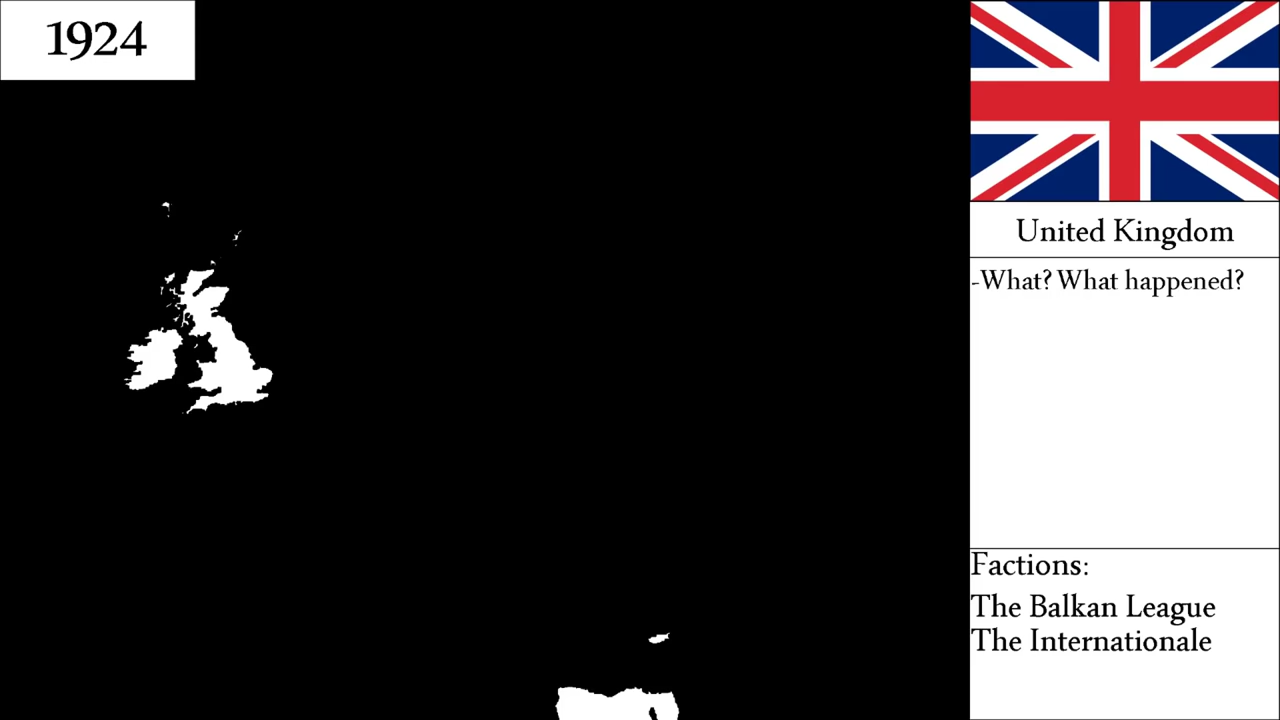 1924
United Kingdom
-What? What happened?
Factions:
The Balkan League
The Internationale